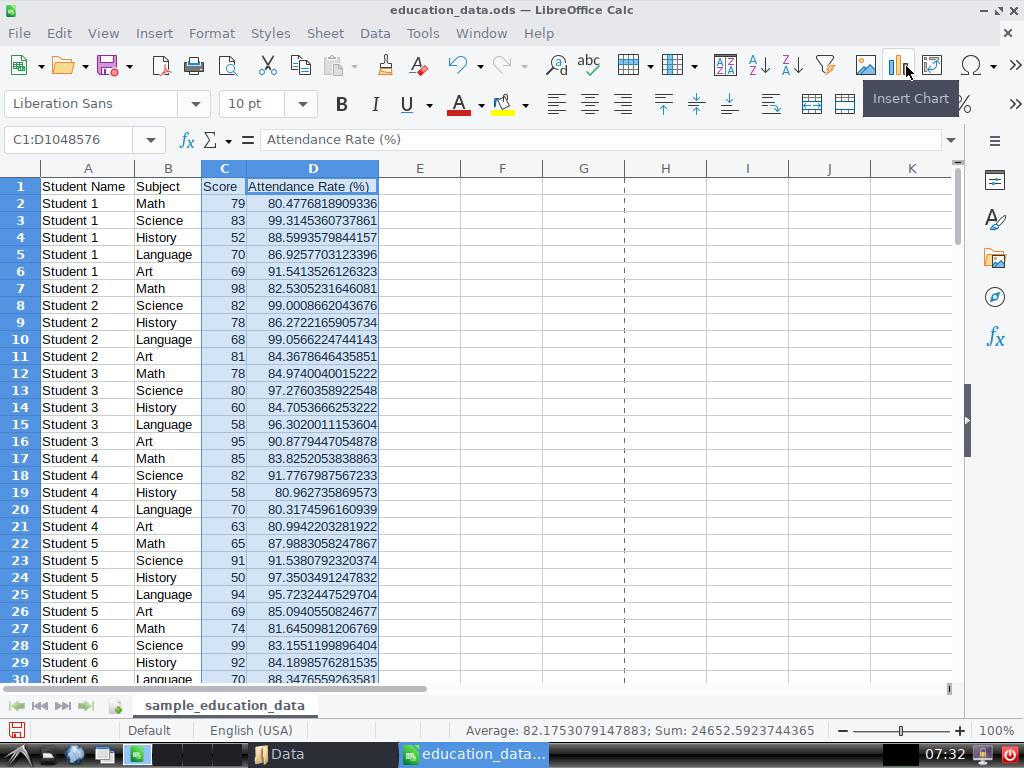 education_data.ods — LibreOffice Calc
File Edit View Insert Format Styles Sheet Data Tools Window Help
abc
Liberation Sans 10 pt B I U A Insert Chart %
C1:D1048576 fx Σ = Attendance Rate (%)
A B C D E F G H I J K
1 Student Name Subject Score Attendance Rate (%)
2 Student 1 Math 79 80.4776818909336
3 Student 1 Science 83 99.3145360737861
4 Student 1 History 52 88.5993579844157
5 Student 1 Language 70 86.9257703123396
6 Student 1 Art 69 91.5413526126323
7 Student 2 Math 98 82.5305231646081
8 Student 2 Science 82 99.0008662043676
9 Student 2 History 78 86.2722165905734
10 Student 2 Language 68 99.0566224744143
11 Student 2 Art 81 84.3678646435851
12 Student 3 Math 78 84.9740040015222
13 Student 3 Science 80 97.2760358922548
14 Student 3 History 60 84.7053666253222
15 Student 3 Language 58 96.3020011153604
16 Student 3 Art 95 90.8779447054878
17 Student 4 Math 85 83.8252053838863
18 Student 4 Science 82 91.7767987567233
19 Student 4 History 58 80.962735869573
20 Student 4 Language 70 80.3174596160939
21 Student 4 Art 63 80.9942203281922
22 Student 5 Math 65 87.9883058247867
23 Student 5 Science 91 91.5380792320374
24 Student 5 History 50 97.3503491247832
25 Student 5 Language 94 95.7232447529704
26 Student 5 Art 69 85.0940550824677
27 Student 6 Math 74 81.6450981206769
28 Student 6 Science 99 83.1551199896404
29 Student 6 History 92 84.1898576281535
30 Student 6 Language 70 88.3476559263581
sample_education_data
Default English (USA) Average: 82.1753079147883; Sum: 24652.5923744365 100%
Data education_data... 07:32